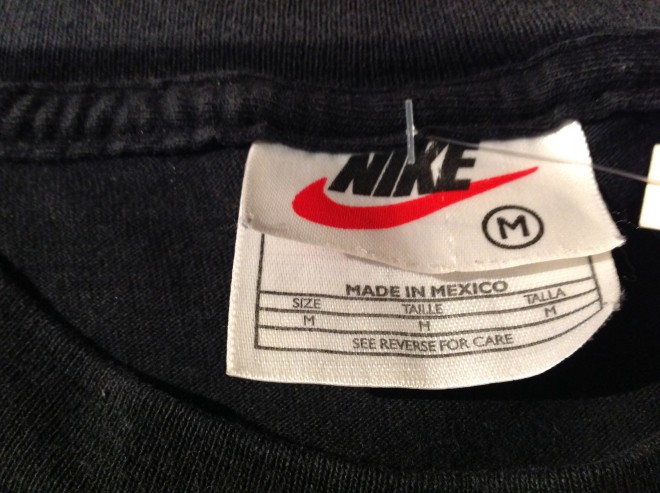 NIKE
M
MADE IN MEXICO
SIZE TAILLE TALLA
M M M
SEE REVERSE FOR CARE